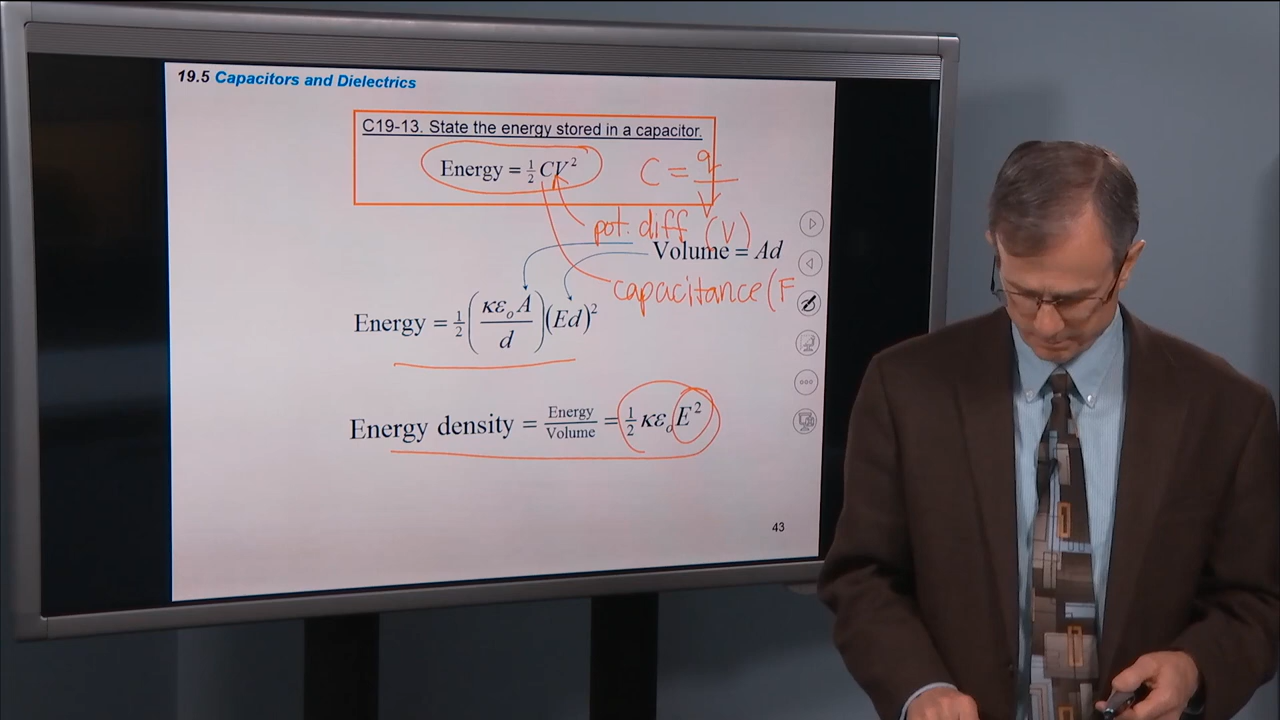 19.5 Capacitors and Dielectrics
C19-13. State the energy stored in a capacitor.
Energy = ½CV²
C = q/V
pot. diff (V)
Volume = Ad
capacitance (F
Energy = ½(κε₀A/d)(Ed)²
Energy density = Energy/Volume = ½κε₀E²
43